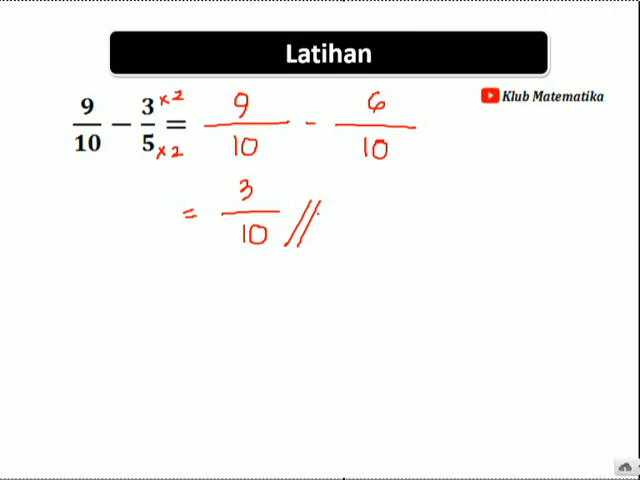 Latihan
Klub Matematika
9/10 − 3/5 ×2 ×2 = 9/10 - 6/10
= 3/10 //